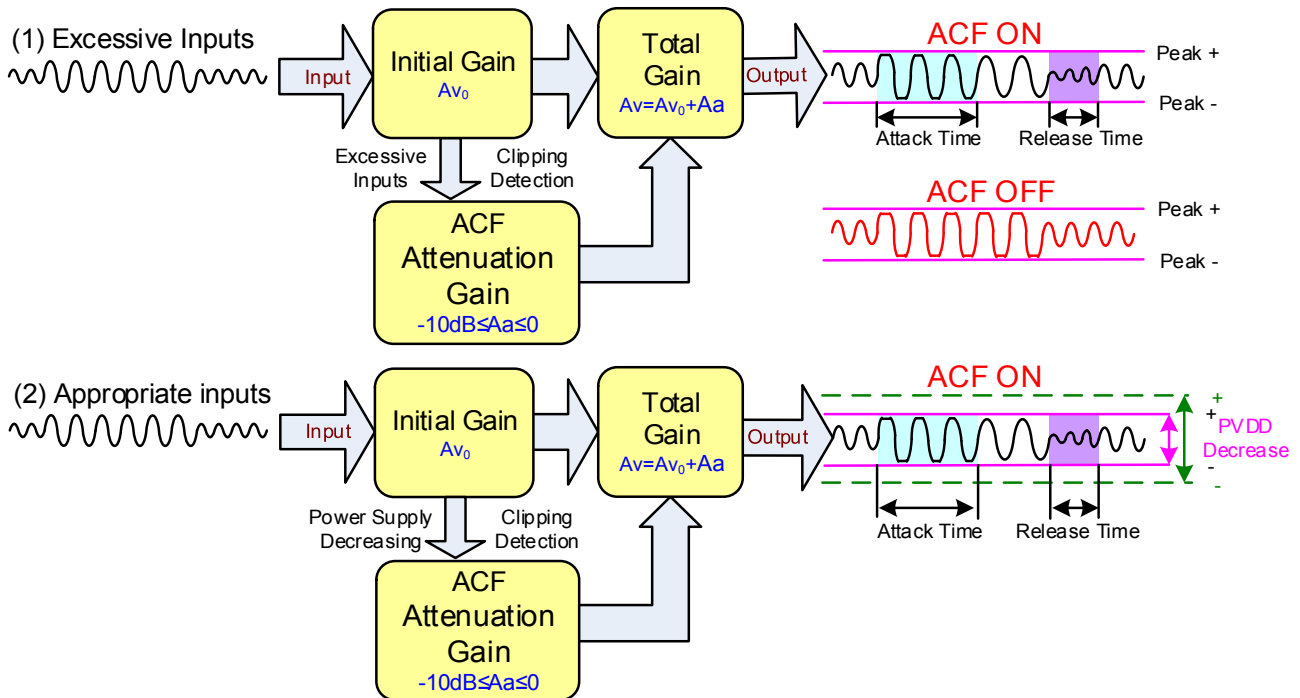 (1) Excessive Inputs
Input
Initial Gain
Av₀
Total
Gain
Av=Av₀+Aa
Output
ACF ON
Peak +
Peak -
Attack Time
Release Time
Excessive
Inputs
Clipping
Detection
ACF
Attenuation
Gain
-10dB≤Aa≤0
ACF OFF
Peak +
Peak -
(2) Appropriate inputs
Input
Initial Gain
Av₀
Total
Gain
Av=Av₀+Aa
Output
ACF ON
+
+
PVDD
Decrease
-
-
Attack Time
Release Time
Power Supply
Decreasing
Clipping
Detection
ACF
Attenuation
Gain
-10dB≤Aa≤0